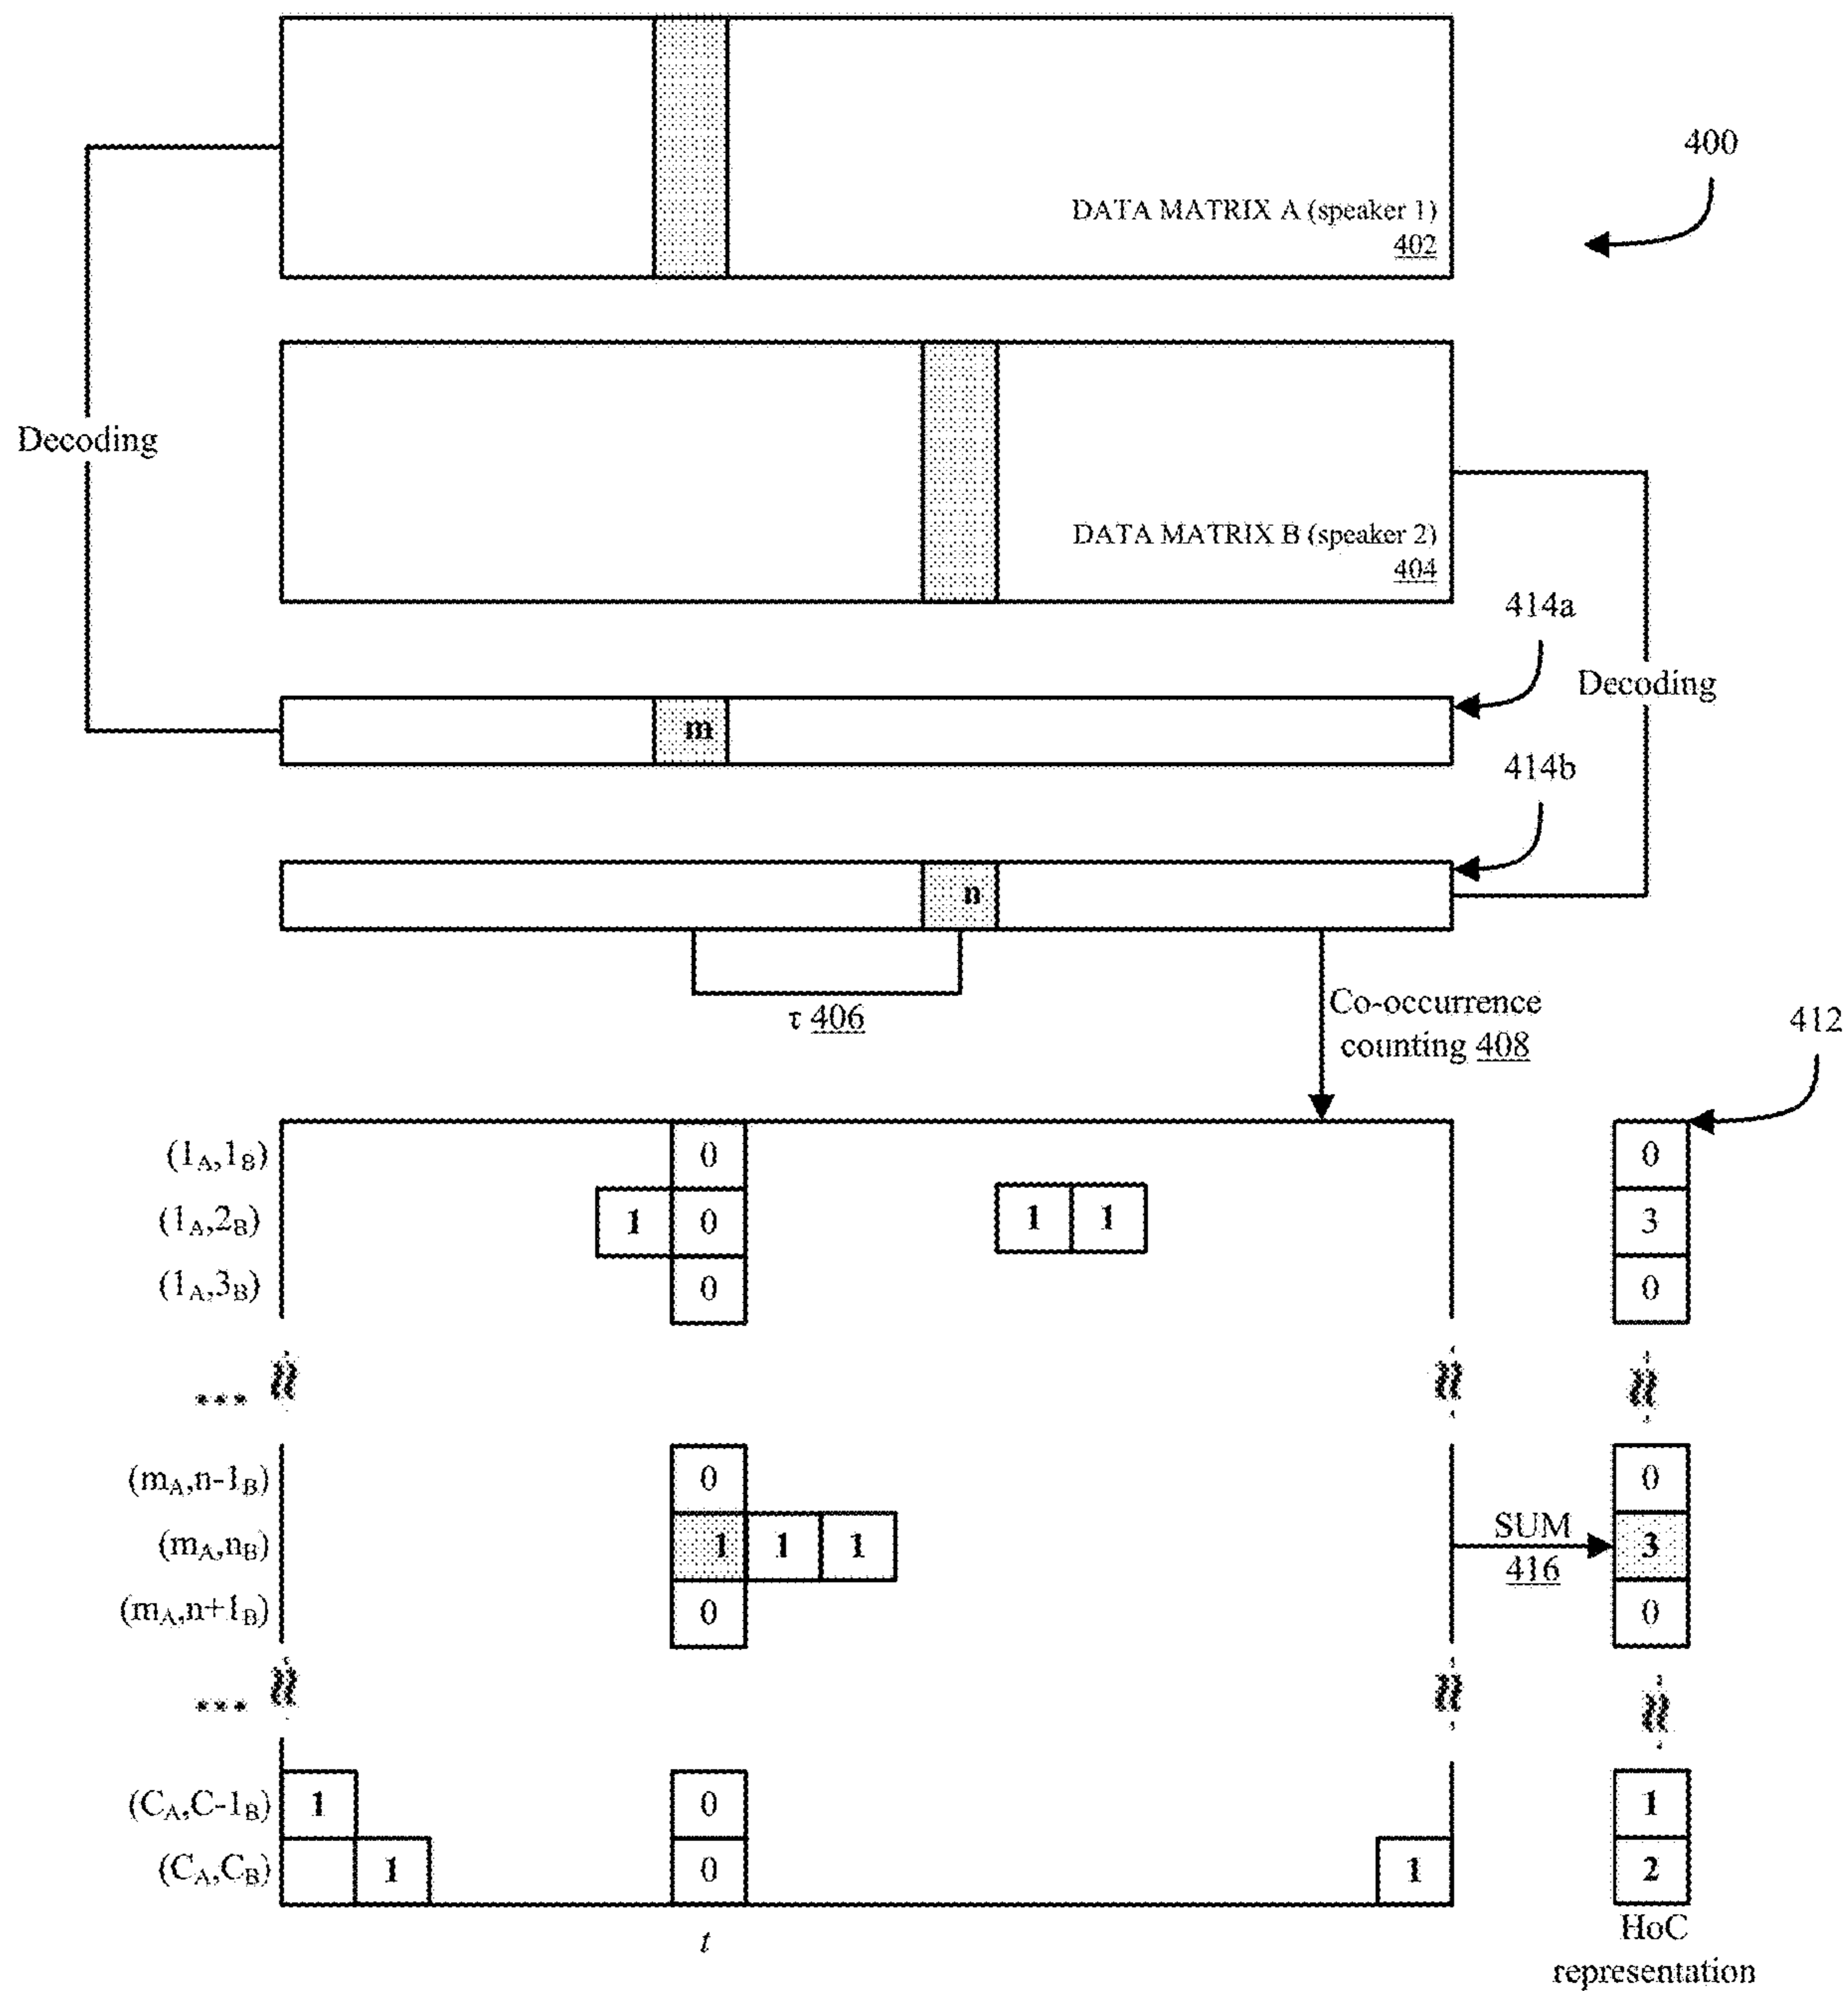 400
DATA MATRIX A (speaker 1)
402
Decoding
DATA MATRIX B (speaker 2)
404
414a
Decoding
m
414b
n
τ 406
Co-occurrence
counting 408
412
(1A,1B) 0 0
(1A,2B) 1 0 1 1 3
(1A,3B) 0 0
...
(mA,n-1B) 0 0
(mA,nB) 1 1 1 3
SUM
416
(mA,n+1B) 0 0
...
(CA,C-1B) 1 0 1
(CA,CB) 1 0 1 2
t
HoC
representation